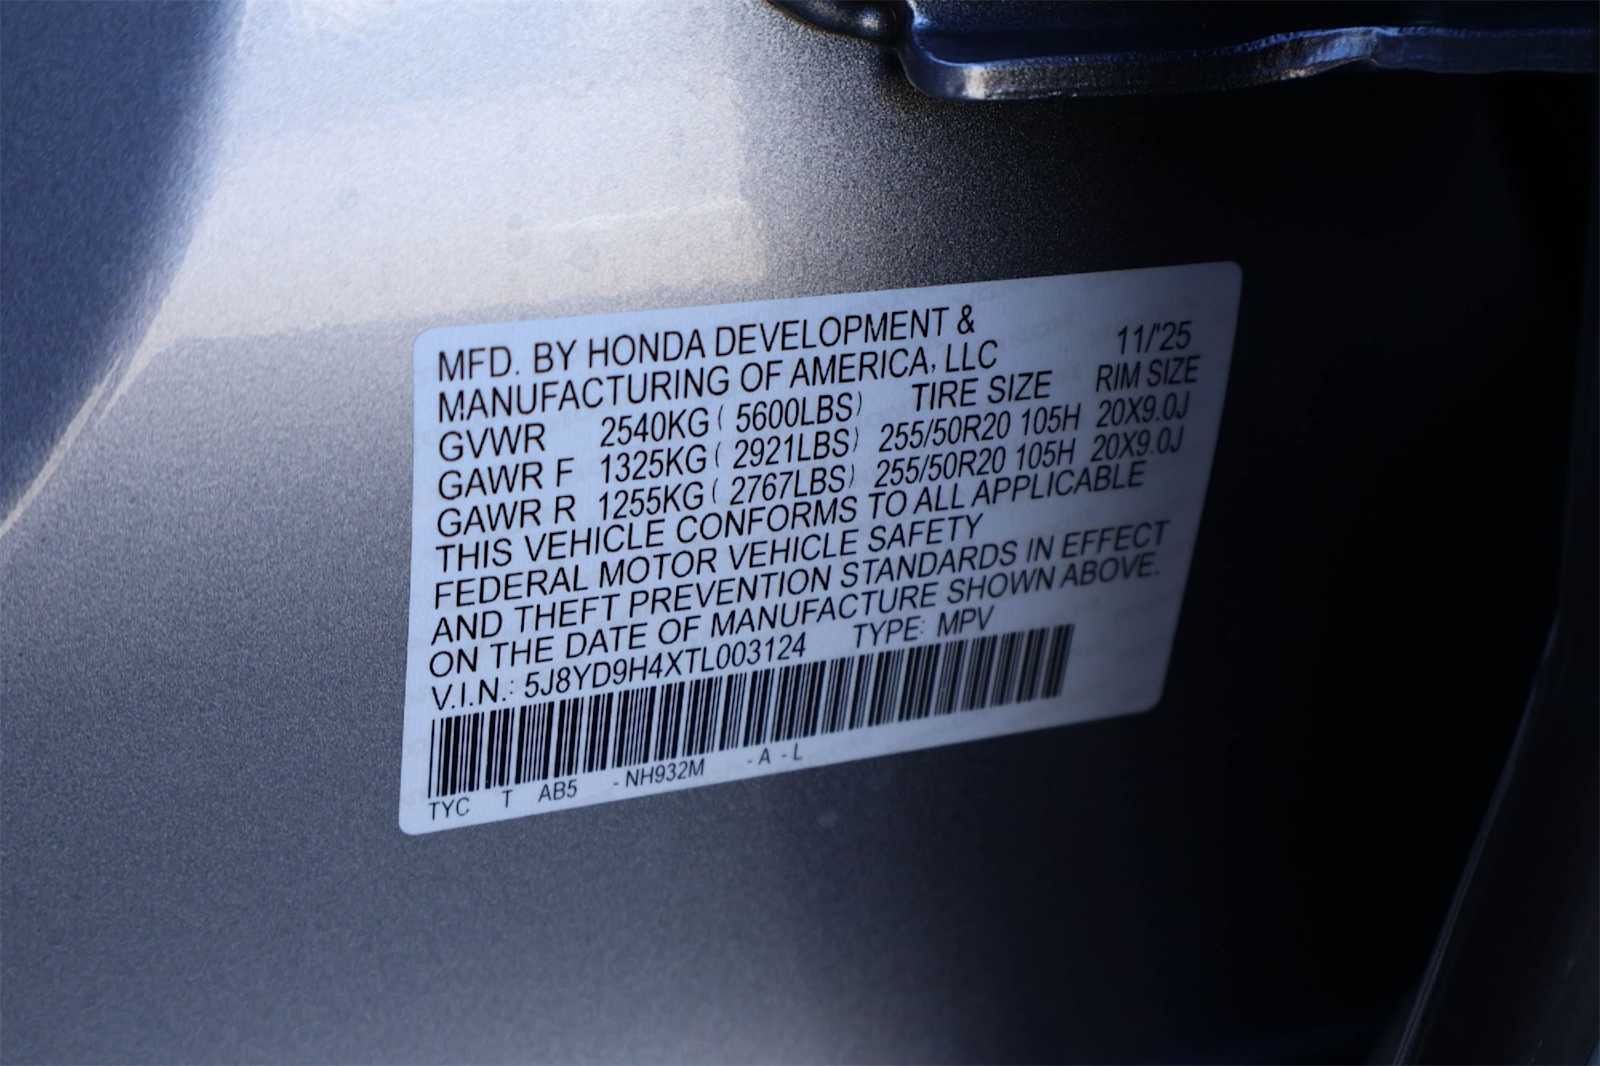 MFD. BY HONDA DEVELOPMENT &
MANUFACTURING OF AMERICA, LLC 11/'25
GVWR 2540KG ( 5600LBS) TIRE SIZE RIM SIZE
GAWR F 1325KG ( 2921LBS) 255/50R20 105H 20X9.0J
GAWR R 1255KG ( 2767LBS) 255/50R20 105H 20X9.0J
THIS VEHICLE CONFORMS TO ALL APPLICABLE
FEDERAL MOTOR VEHICLE SAFETY
AND THEFT PREVENTION STANDARDS IN EFFECT
ON THE DATE OF MANUFACTURE SHOWN ABOVE.
V.I.N.: 5J8YD9H4XTL003124 TYPE: MPV
TYC T AB5 - NH932M - A - L